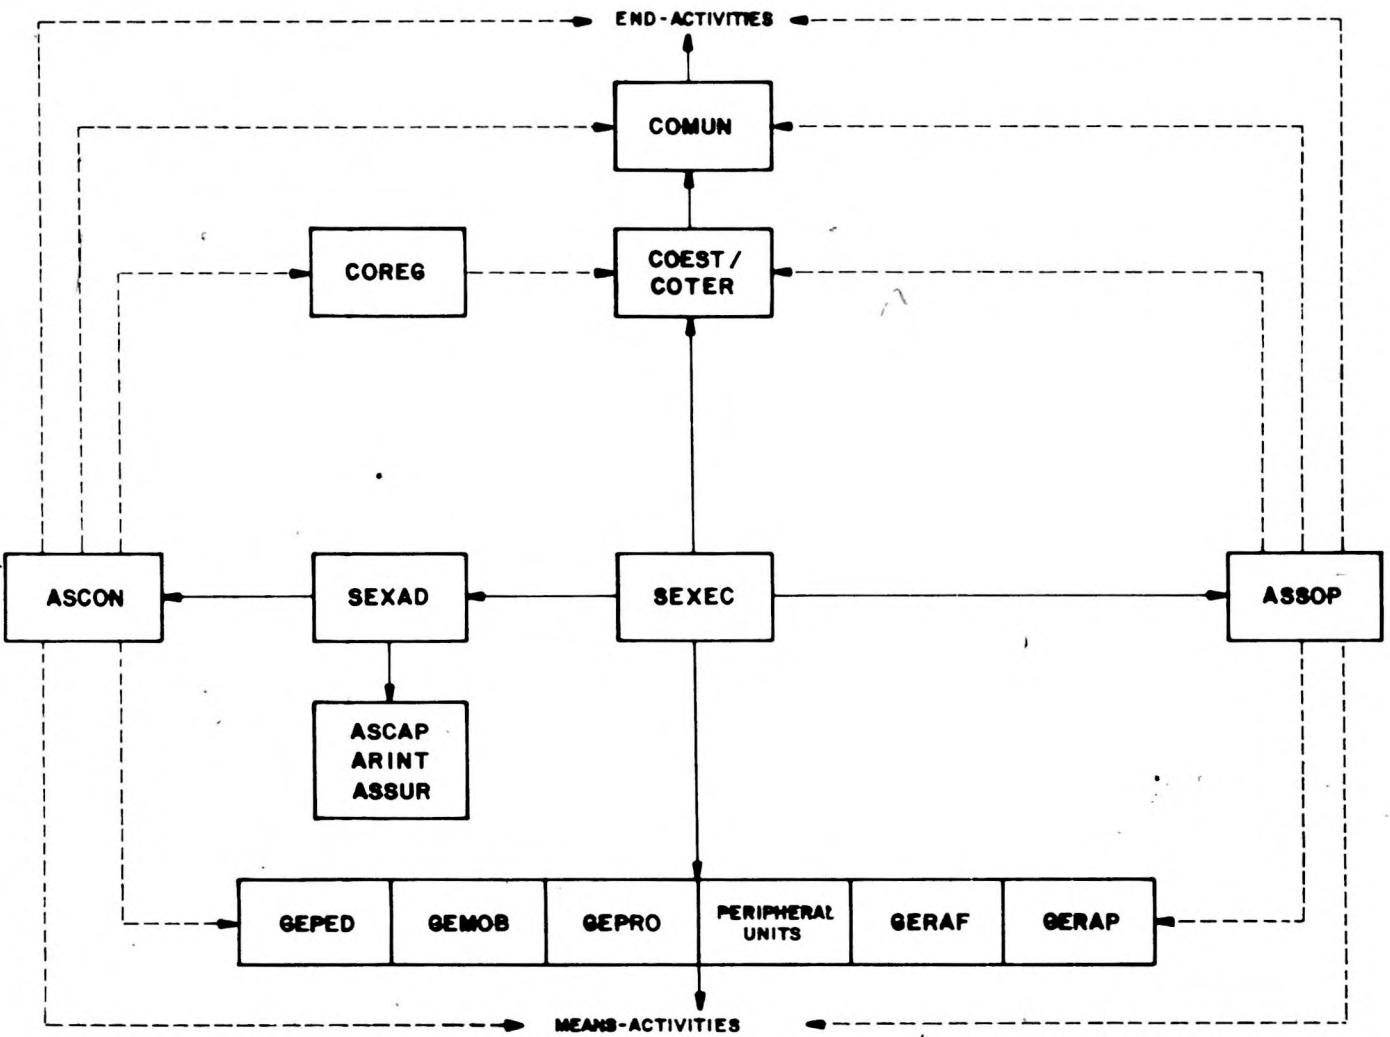 END-ACTIVITIES
COMUN
COREG
COEST /
COTER
ASCON
SEXAD
SEXEC
ASSOP
ASCAP
ARINT
ASSUR
GEPED
GEMOB
GEPRO
PERIPHERAL
UNITS
GERAF
GERAP
MEANS-ACTIVITIES